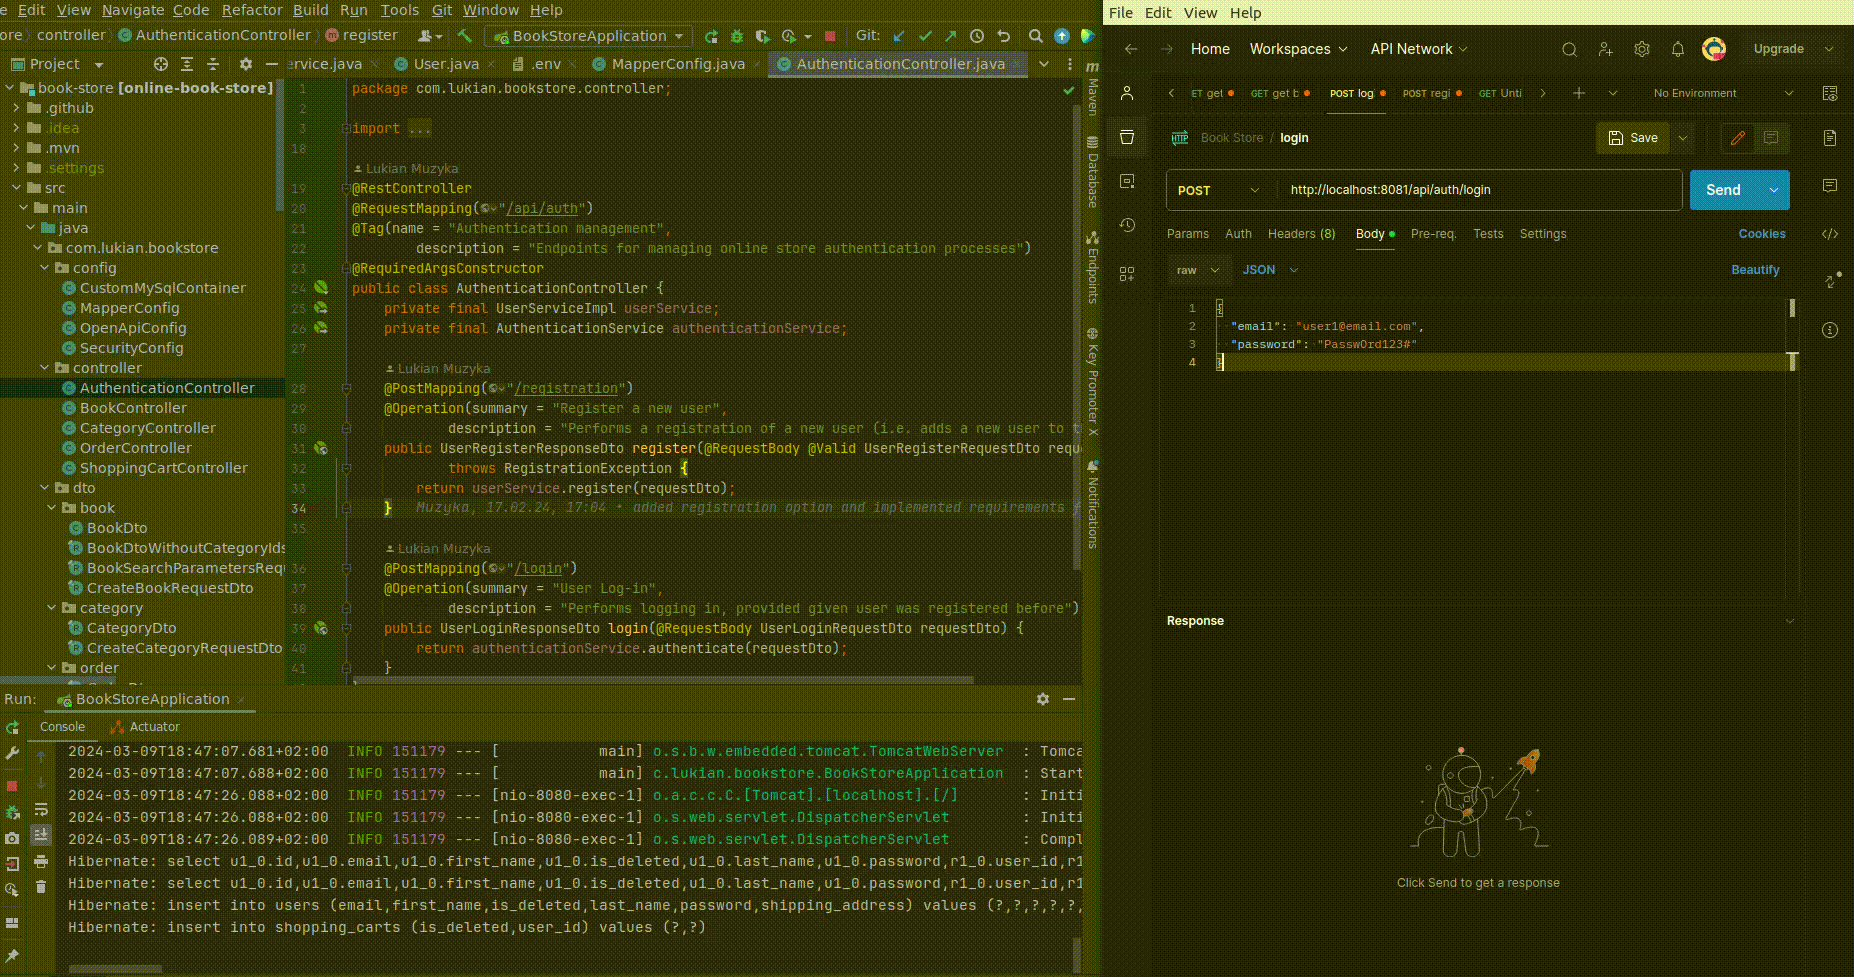 e Edit View Navigate Code Refactor Build Run Tools Git Window Help
ore controller AuthenticationController register BookStoreApplication Git:
Project ervice.java User.java .env MapperConfig.java AuthenticationController.java
book-store [online-book-store]
.github
.idea
.mvn
.settings
src
main
java
com.lukian.bookstore
config
CustomMySqlContainer
MapperConfig
OpenApiConfig
SecurityConfig
controller
AuthenticationController
BookController
CategoryController
OrderController
ShoppingCartController
dto
book
BookDto
BookDtoWithoutCategoryIds
BookSearchParametersRequ
CreateBookRequestDto
category
CategoryDto
CreateCategoryRequestDto
order
1 package com.lukian.bookstore.controller;
2
3 import ...
18
Lukian Muzyka
19 @RestController
20 @RequestMapping("/api/auth")
21 @Tag(name = "Authentication management",
22 description = "Endpoints for managing online store authentication processes")
23 @RequiredArgsConstructor
24 public class AuthenticationController {
25 private final UserServiceImpl userService;
26 private final AuthenticationService authenticationService;
27
Lukian Muzyka
28 @PostMapping("/registration")
29 @Operation(summary = "Register a new user",
30 description = "Performs a registration of a new user (i.e. adds a new user to t
31 public UserRegisterResponseDto register(@RequestBody @Valid UserRegisterRequestDto requ
32 throws RegistrationException {
33 return userService.register(requestDto);
34 } Muzyka, 17.02.24, 17:04 • added registration option and implemented requirements f
35
Lukian Muzyka
36 @PostMapping("/login")
37 @Operation(summary = "User Log-in",
38 description = "Performs logging in, provided given user was registered before")
39 public UserLoginResponseDto login(@RequestBody UserLoginRequestDto requestDto) {
40 return authenticationService.authenticate(requestDto);
41 }
m Maven
Database
Endpoints
Key Promoter X
Notifications
Run: BookStoreApplication
Console Actuator
2024-03-09T18:47:07.681+02:00 INFO 151179 --- [ main] o.s.b.w.embedded.tomcat.TomcatWebServer : Tomca
2024-03-09T18:47:07.688+02:00 INFO 151179 --- [ main] c.lukian.bookstore.BookStoreApplication : Start
2024-03-09T18:47:26.088+02:00 INFO 151179 --- [nio-8080-exec-1] o.a.c.c.C.[Tomcat].[localhost].[/] : Initi
2024-03-09T18:47:26.088+02:00 INFO 151179 --- [nio-8080-exec-1] o.s.web.servlet.DispatcherServlet : Initi
2024-03-09T18:47:26.089+02:00 INFO 151179 --- [nio-8080-exec-1] o.s.web.servlet.DispatcherServlet : Compl
Hibernate: select u1_0.id,u1_0.email,u1_0.first_name,u1_0.is_deleted,u1_0.last_name,u1_0.password,r1_0.user_id,r1
Hibernate: select u1_0.id,u1_0.email,u1_0.first_name,u1_0.is_deleted,u1_0.last_name,u1_0.password,r1_0.user_id,r1
Hibernate: insert into users (email,first_name,is_deleted,last_name,password,shipping_address) values (?,?,?,?,?,
Hibernate: insert into shopping_carts (is_deleted,user_id) values (?,?)
File Edit View Help
Home Workspaces API Network Upgrade
ET get GET get b POST log POST regi GET Unti No Environment
HTTP Book Store / login Save
POST http://localhost:8081/api/auth/login Send
Params Auth Headers (8) Body Pre-req. Tests Settings Cookies
raw JSON Beautify
1 {
2 "email": "user1@email.com",
3 "password": "PasswOrd123#"
4 }
Response
Click Send to get a response